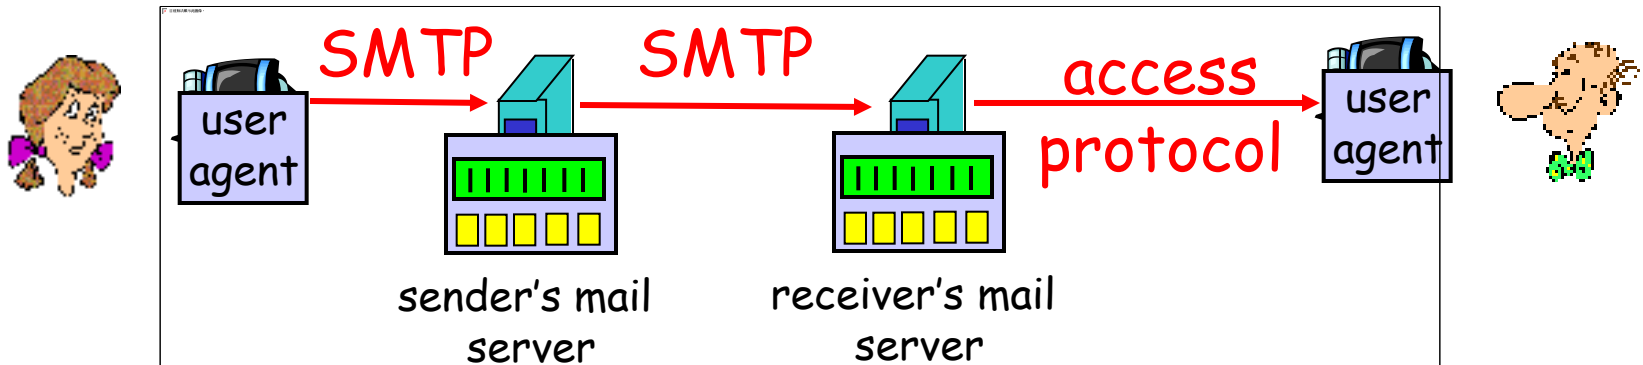 SMTP
SMTP
access
protocol
user
agent
user
agent
sender's mail
server
receiver's mail
server